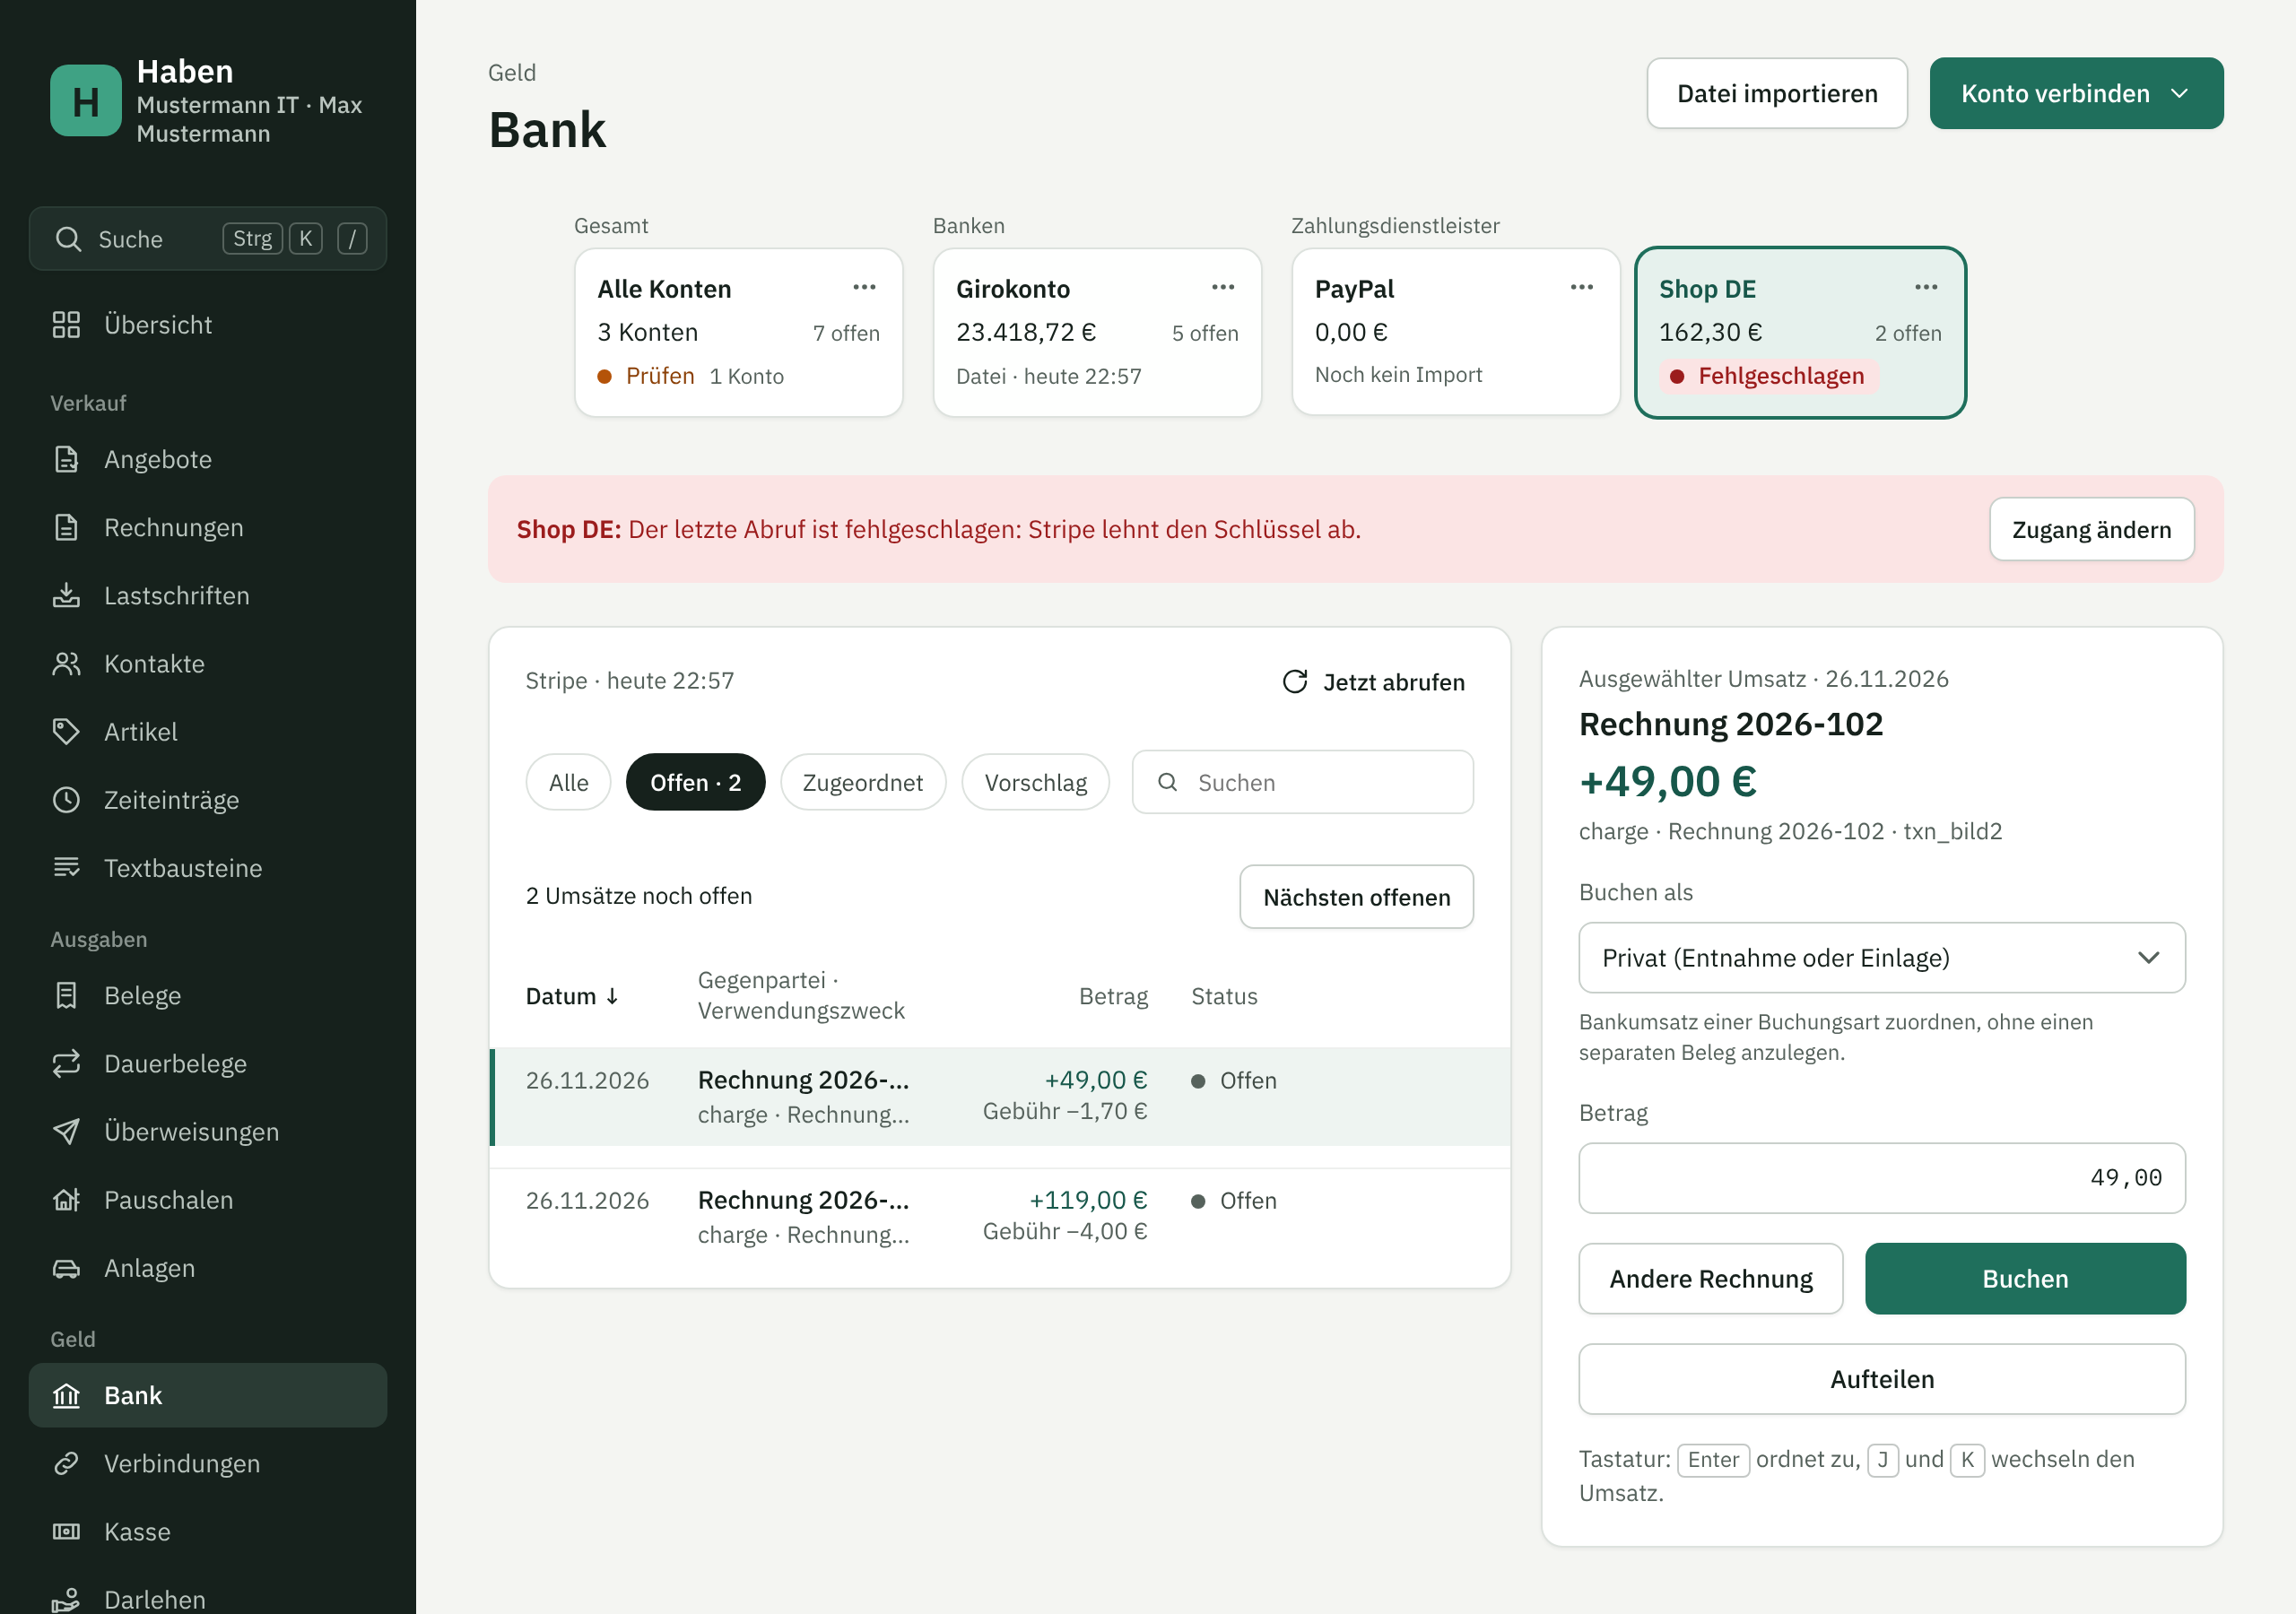 H
Haben
Mustermann IT · Max
Mustermann
Suche Strg K /
Übersicht
Verkauf
Angebote
Rechnungen
Lastschriften
Kontakte
Artikel
Zeiteinträge
Textbausteine
Ausgaben
Belege
Dauerbelege
Überweisungen
Pauschalen
Anlagen
Geld
Bank
Verbindungen
Kasse
Darlehen
Geld
Bank
Datei importieren
Konto verbinden
Gesamt
Alle Konten
3 Konten 7 offen
Prüfen 1 Konto
Banken
Girokonto
23.418,72 € 5 offen
Datei · heute 22:57
Zahlungsdienstleister
PayPal
0,00 €
Noch kein Import
Shop DE
162,30 € 2 offen
Fehlgeschlagen
Shop DE: Der letzte Abruf ist fehlgeschlagen: Stripe lehnt den Schlüssel ab.
Zugang ändern
Stripe · heute 22:57
Jetzt abrufen
Alle Offen · 2 Zugeordnet Vorschlag Suchen
2 Umsätze noch offen
Nächsten offenen
Datum ↓ Gegenpartei · Verwendungszweck Betrag Status
26.11.2026 Rechnung 2026-... +49,00 € Offen
charge · Rechnung... Gebühr −1,70 €
26.11.2026 Rechnung 2026-... +119,00 € Offen
charge · Rechnung... Gebühr −4,00 €
Ausgewählter Umsatz · 26.11.2026
Rechnung 2026-102
+49,00 €
charge · Rechnung 2026-102 · txn_bild2
Buchen als
Privat (Entnahme oder Einlage)
Bankumsatz einer Buchungsart zuordnen, ohne einen
separaten Beleg anzulegen.
Betrag
49,00
Andere Rechnung
Buchen
Aufteilen
Tastatur: Enter ordnet zu, J und K wechseln den
Umsatz.